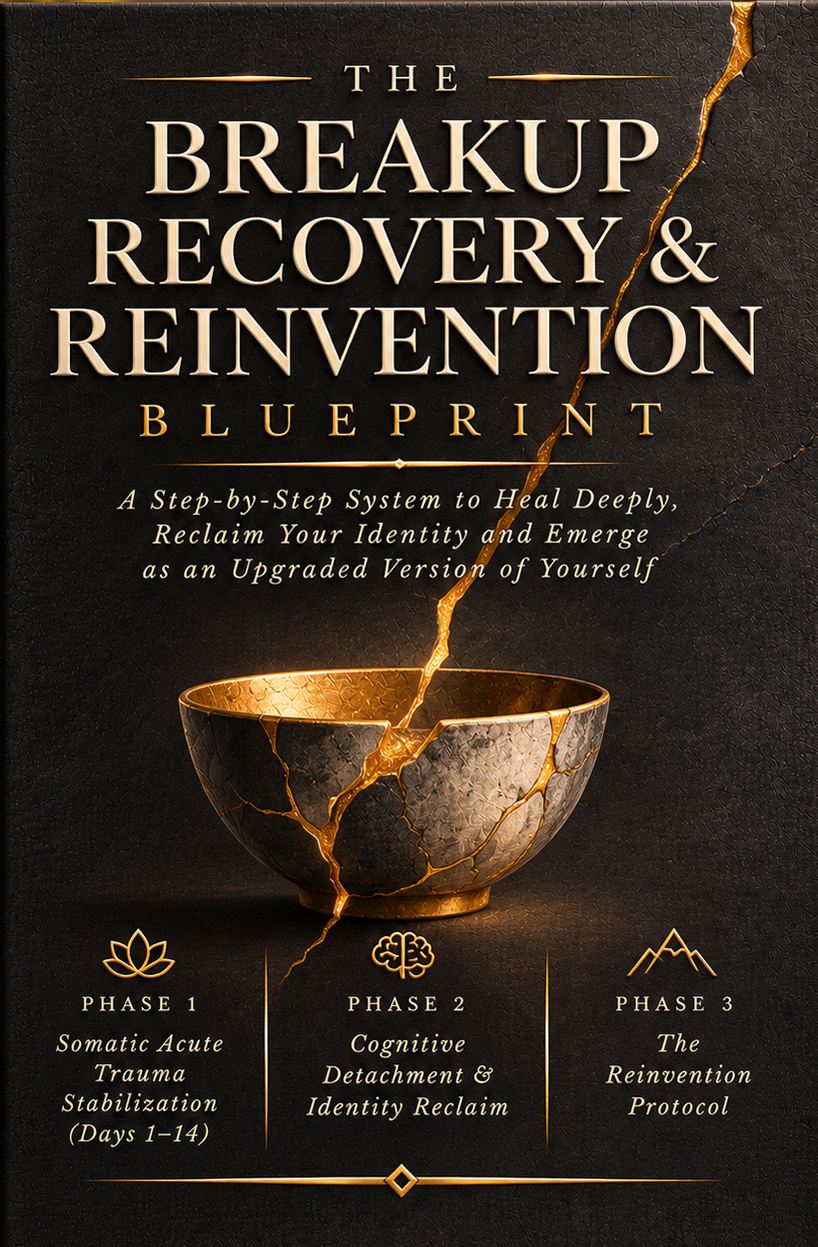 THE
BREAKUP
RECOVERY &
REINVENTION
BLUEPRINT
A Step-by-Step System to Heal Deeply,
Reclaim Your Identity and Emerge
as an Upgraded Version of Yourself
PHASE 1
Somatic Acute
Trauma
Stabilization
(Days 1–14)
PHASE 2
Cognitive
Detachment &
Identity Reclaim
PHASE 3
The
Reinvention
Protocol